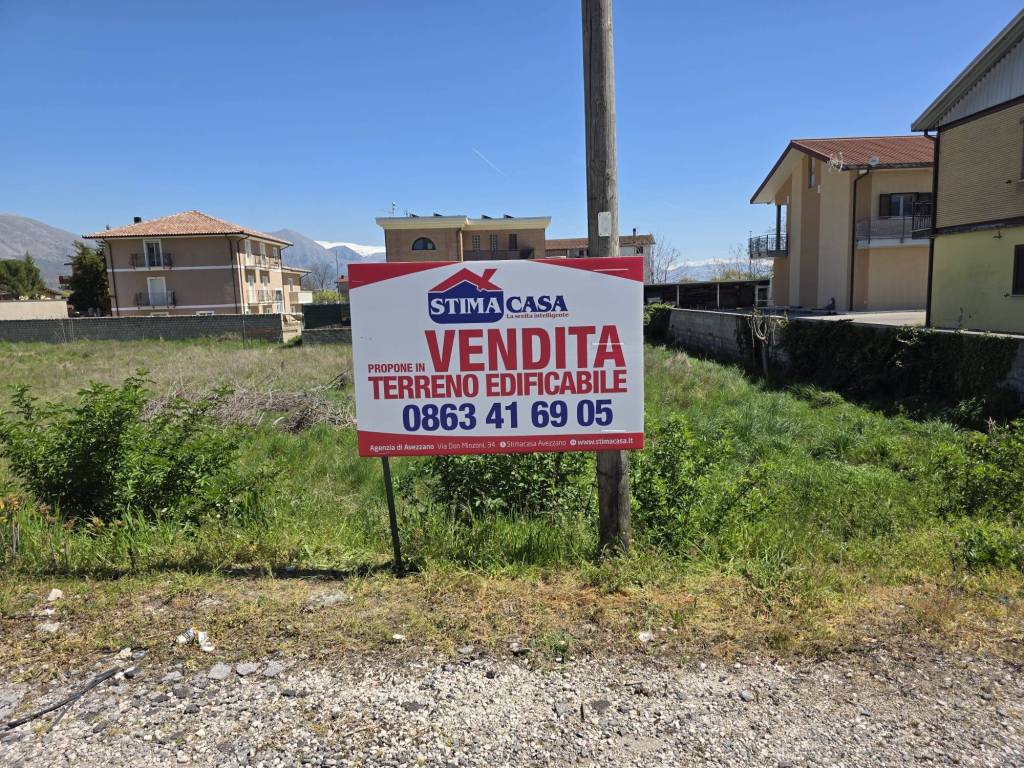 STIMA CASA
La scelta intelligente
PROPONE IN VENDITA
TERRENO EDIFICABILE
0863 41 69 05
Agenzia di Avezzano Via Don Minzoni, 94 Stimacasa Avezzano www.stimacasa.it